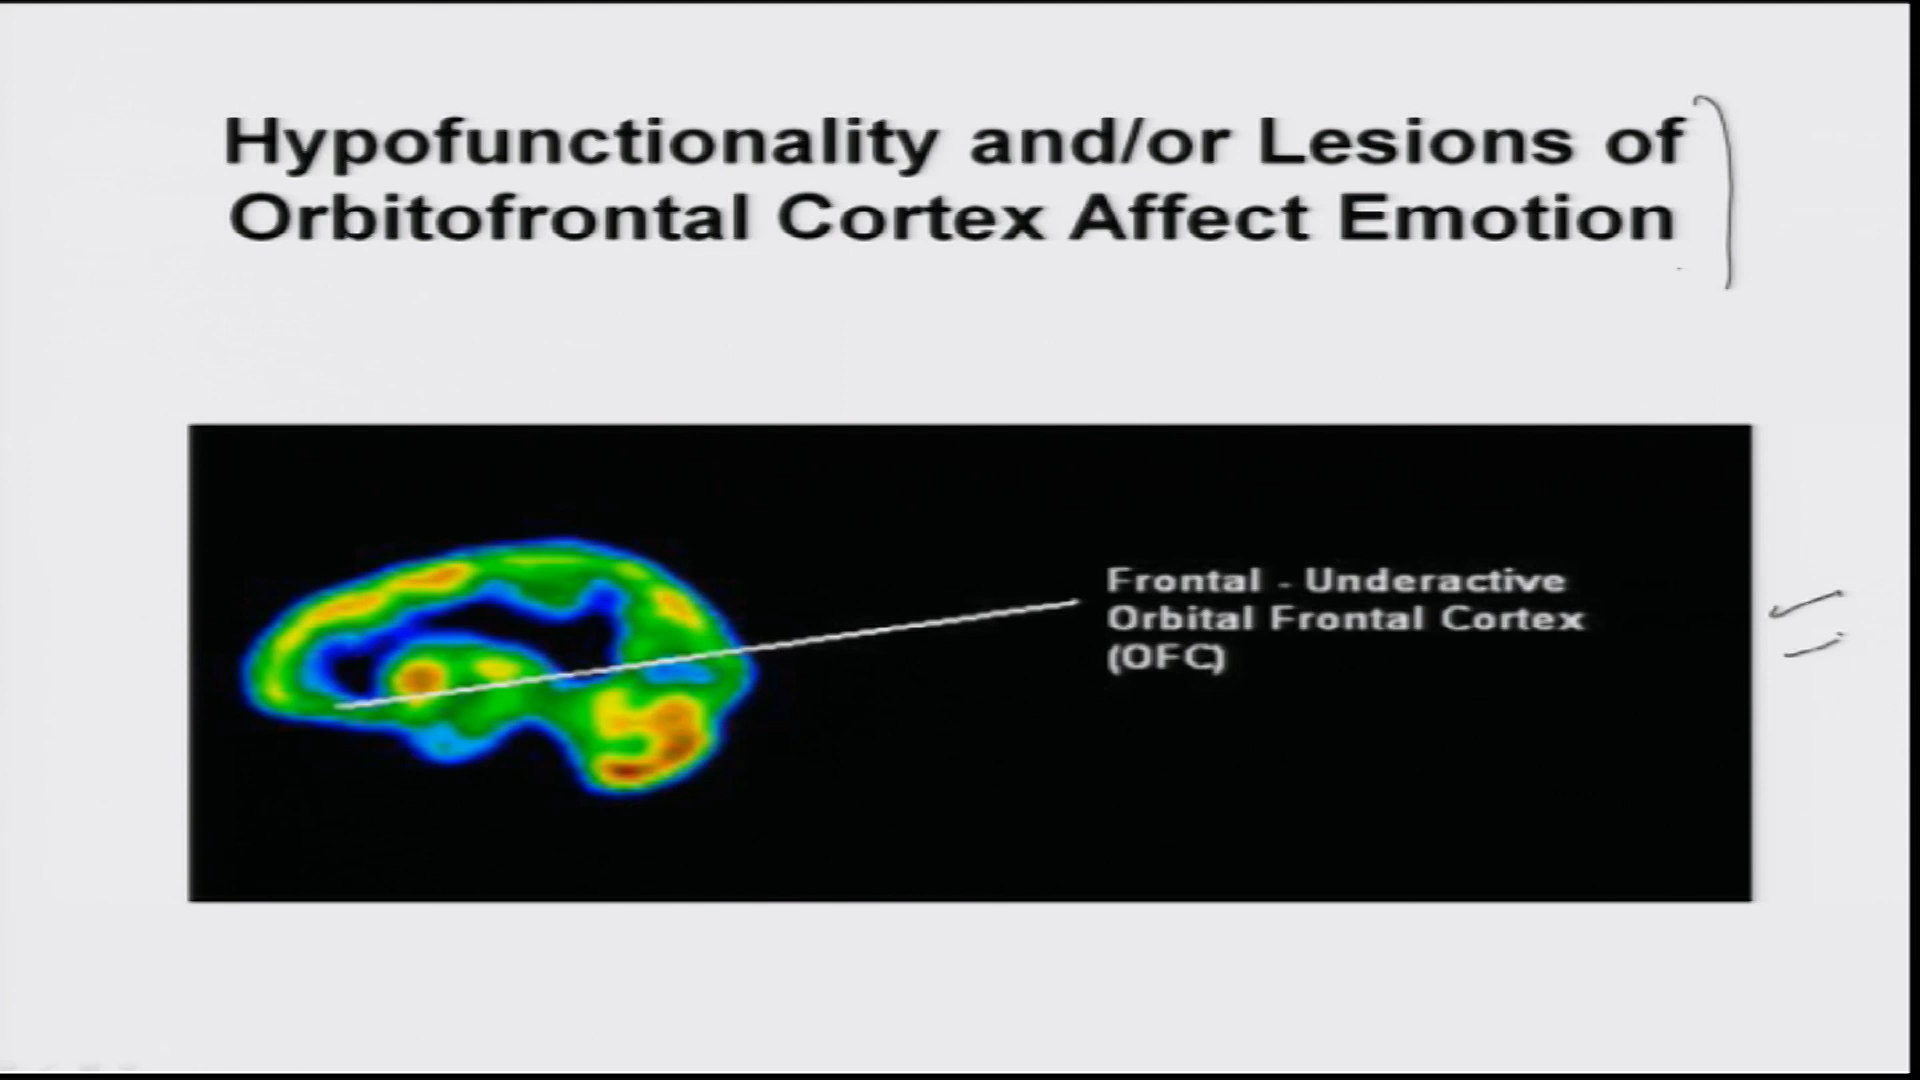 Hypofunctionality and/or Lesions of
Orbitofrontal Cortex Affect Emotion
Frontal - Underactive
Orbital Frontal Cortex
(OFC)